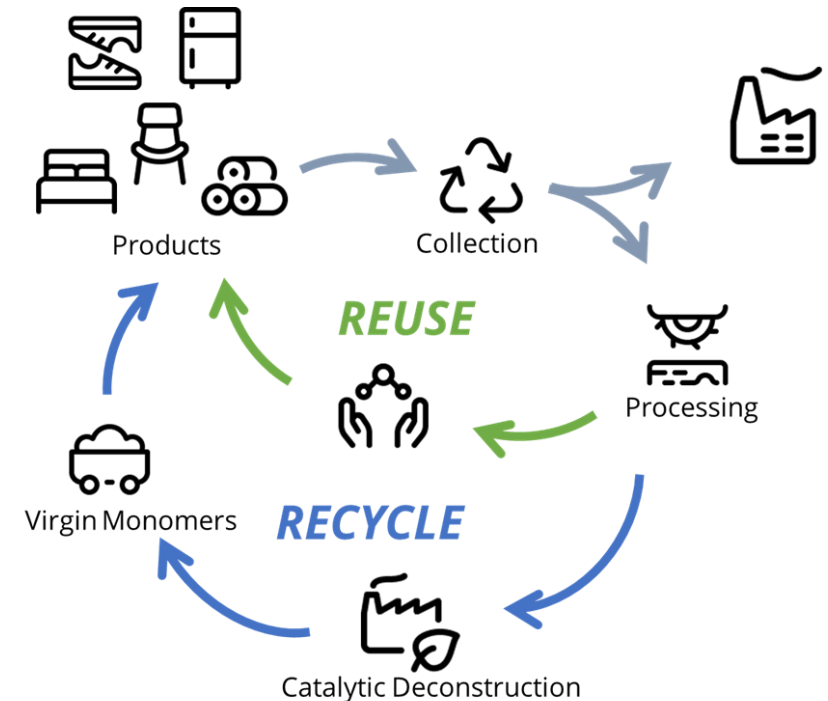 Products
Collection
REUSE
Processing
Virgin Monomers
RECYCLE
Catalytic Deconstruction